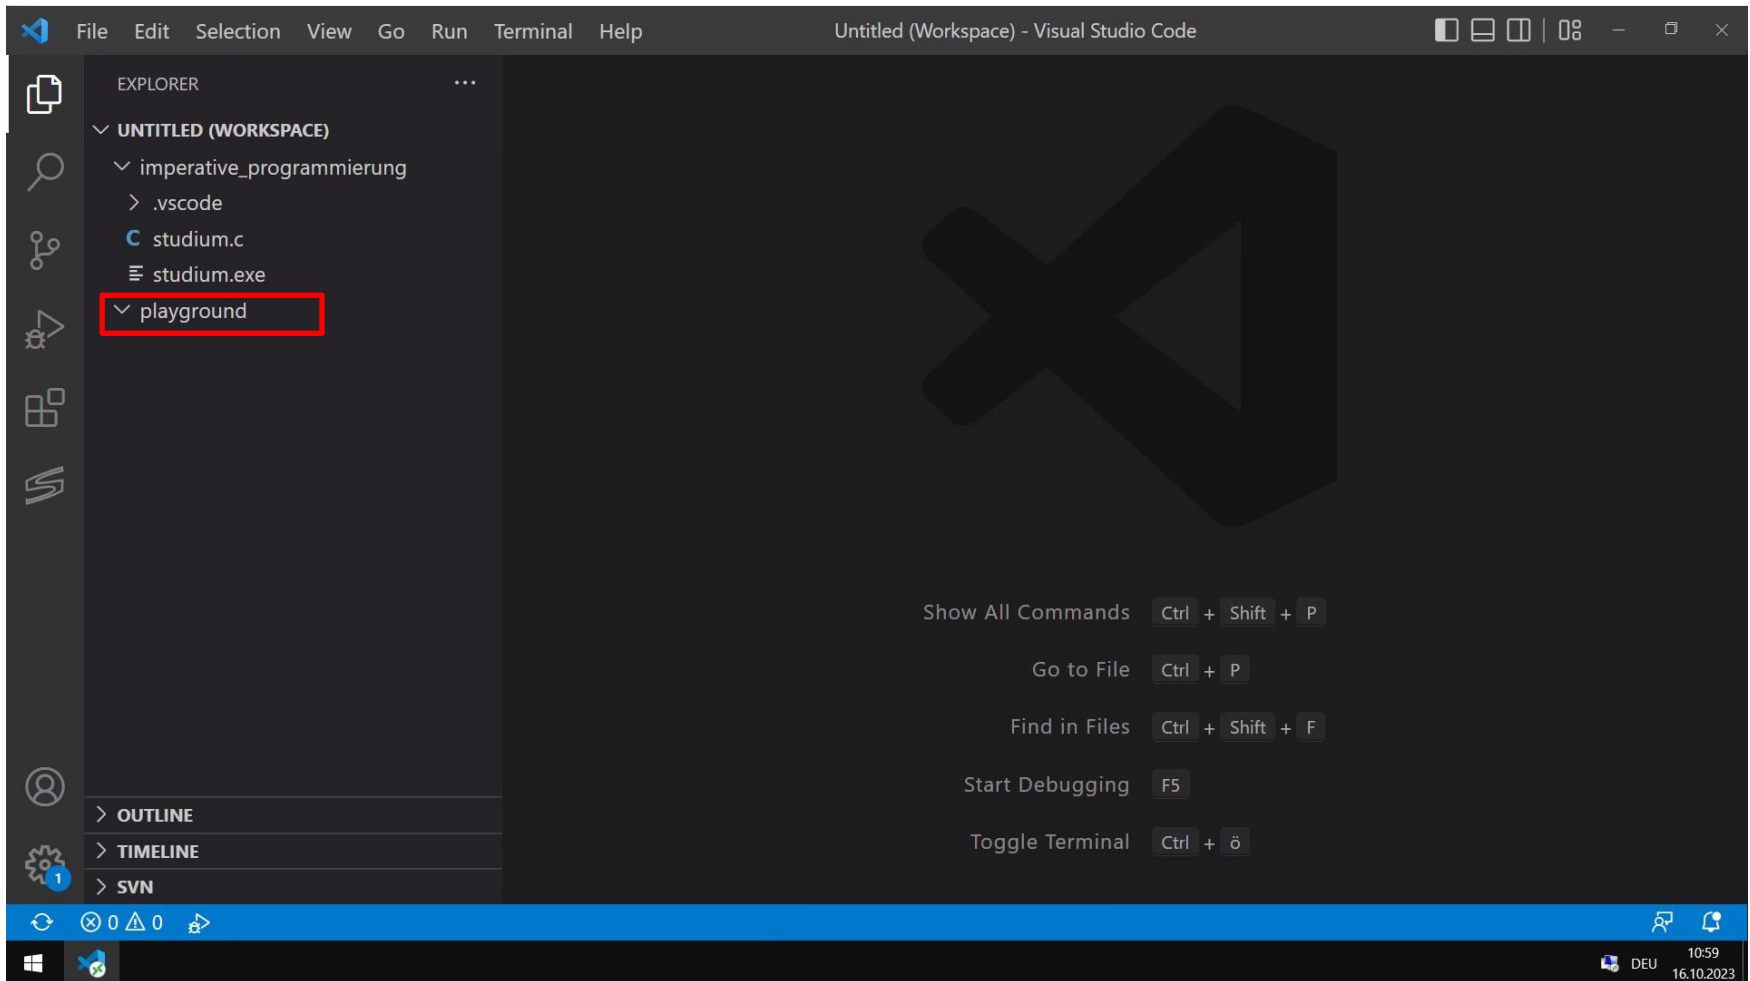 File Edit Selection View Go Run Terminal Help
Untitled (Workspace) - Visual Studio Code
EXPLORER
UNTITLED (WORKSPACE)
imperative_programmierung
.vscode
C studium.c
studium.exe
playground
Show All Commands Ctrl + Shift + P
Go to File Ctrl + P
Find in Files Ctrl + Shift + F
Start Debugging F5
Toggle Terminal Ctrl + ö
OUTLINE
TIMELINE
SVN
1
0 0
DEU
10:59
16.10.2023